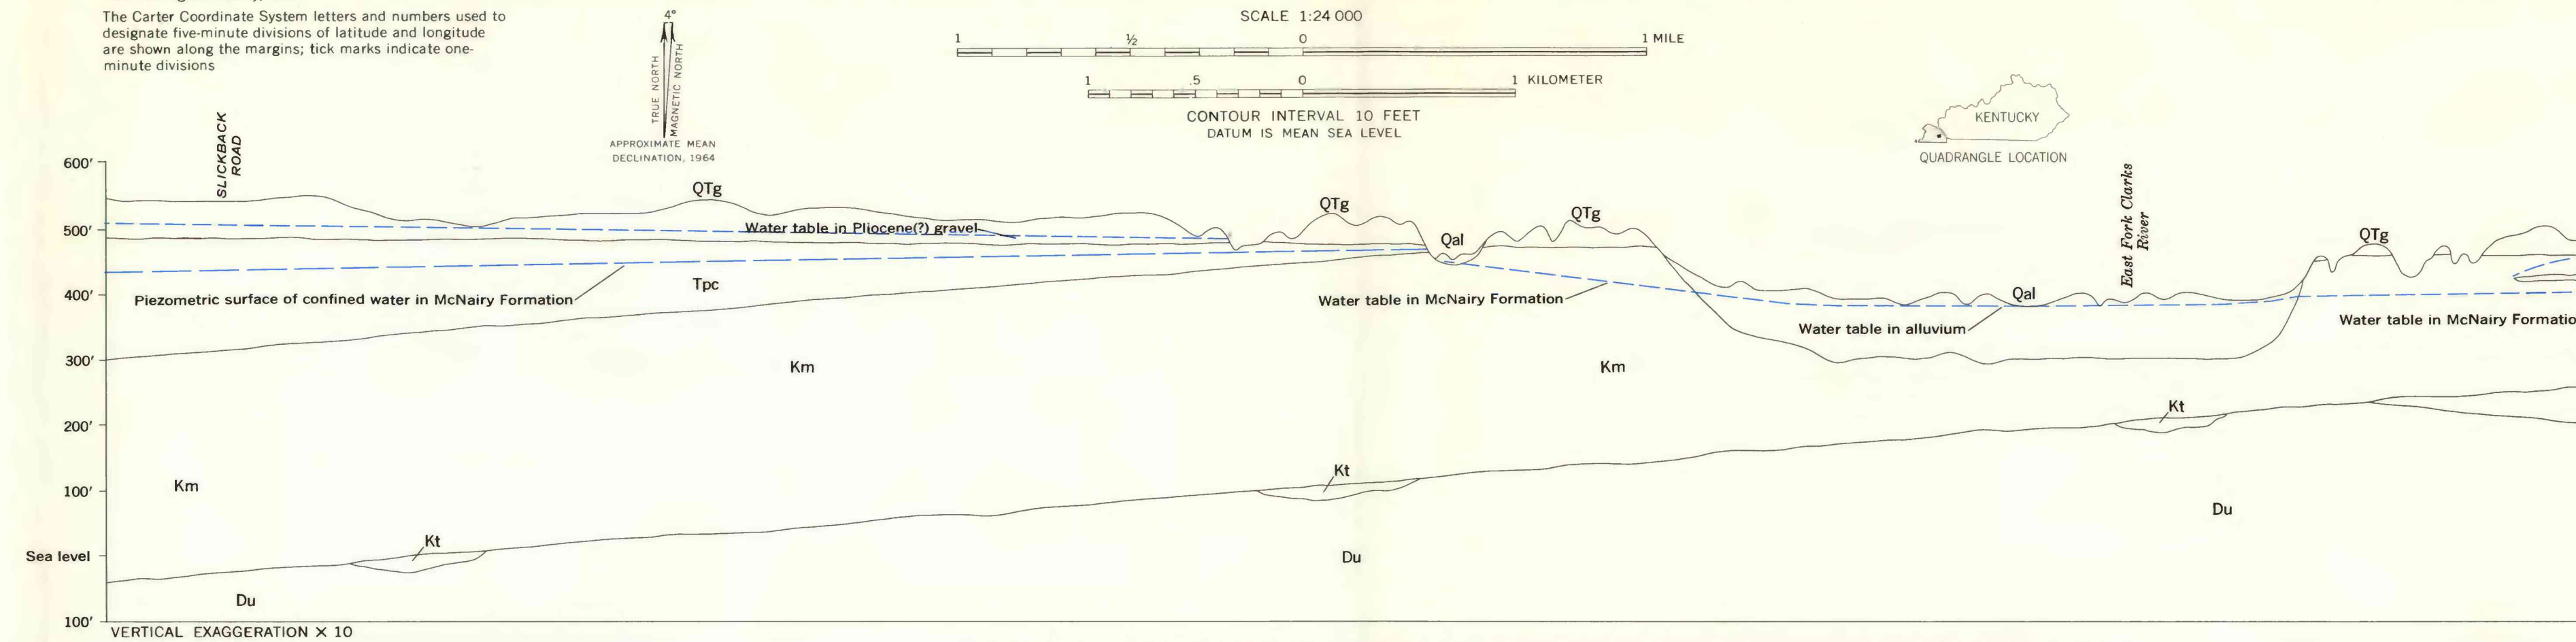 The Carter Coordinate System letters and numbers used to
designate five-minute divisions of latitude and longitude
are shown along the margins; tick marks indicate one-
minute divisions
4°
TRUE NORTH
MAGNETIC NORTH
APPROXIMATE MEAN
DECLINATION, 1964
SCALE 1:24 000
1 ½ 0 1 MILE
1 .5 0 1 KILOMETER
CONTOUR INTERVAL 10 FEET
DATUM IS MEAN SEA LEVEL
KENTUCKY
QUADRANGLE LOCATION
SLICKBACK
ROAD
East Fork Clarks
River
600′
500′
400′
300′
200′
100′
Sea level
100′
QTg
QTg
QTg
QTg
Water table in Pliocene(?) gravel
Qal
Qal
Tpc
Piezometric surface of confined water in McNairy Formation
Water table in McNairy Formation
Water table in alluvium
Water table in McNairy Formatio
Km
Km
Km
Kt
Kt
Kt
Du
Du
Du
VERTICAL EXAGGERATION × 10